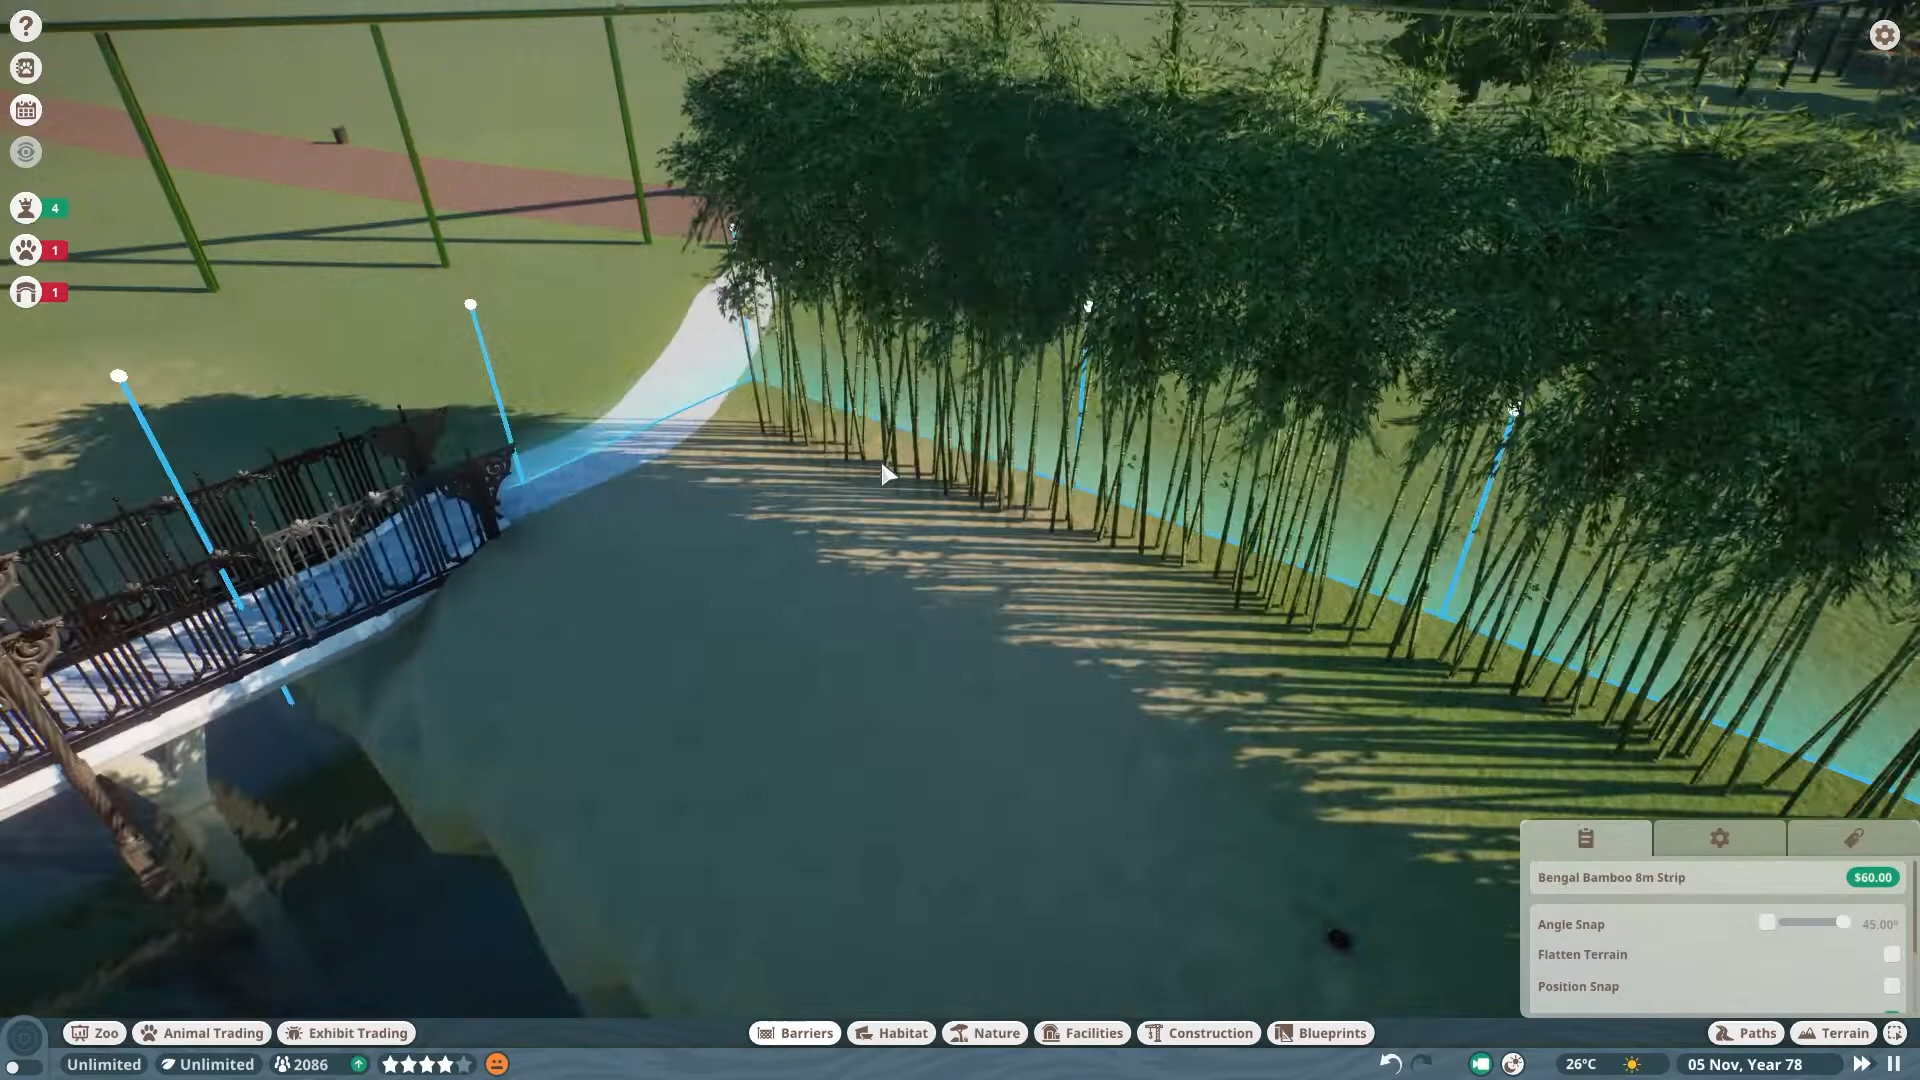 ?
4
1
1
Bengal Bamboo 8m Strip $60.00
Angle Snap 45.00°
Flatten Terrain
Position Snap
Zoo Animal Trading Exhibit Trading Barriers Habitat Nature Facilities Construction Blueprints Paths Terrain
Unlimited Unlimited 2086 26°C 05 Nov, Year 78